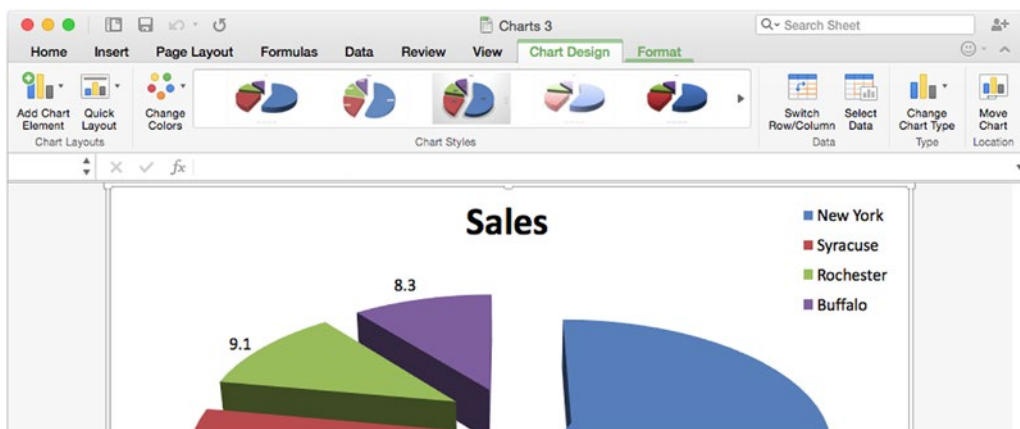 Charts 3
Search Sheet
Home Insert Page Layout Formulas Data Review View Chart Design Format
Add Chart Element
Quick Layout
Chart Layouts
Change Colors
Chart Styles
Switch Row/Column
Select Data
Data
Change Chart Type
Type
Move Chart
Location
fx
Sales
New York
Syracuse
Rochester
Buffalo
8.3
9.1